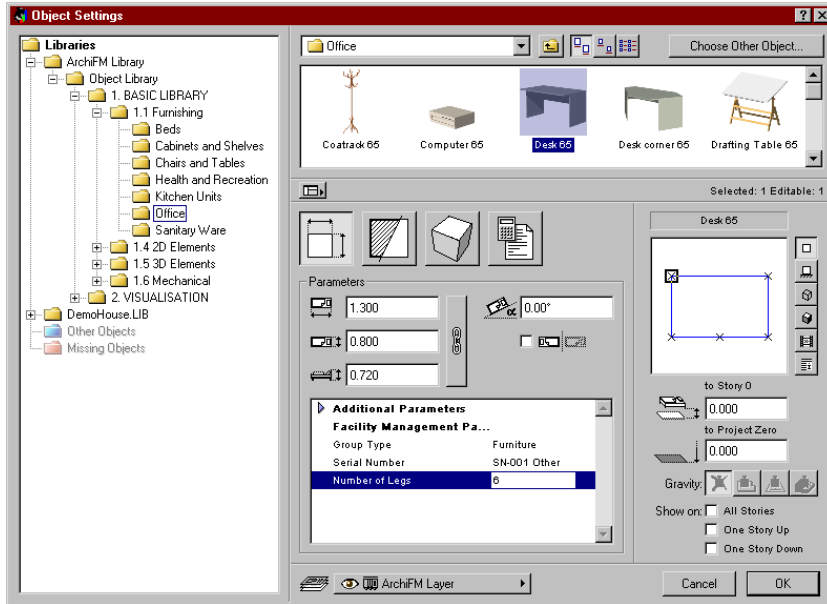 Object Settings
Libraries
ArchiFM Library
Object Library
1. BASIC LIBRARY
1.1 Furnishing
Beds
Cabinets and Shelves
Chairs and Tables
Health and Recreation
Kitchen Units
Office
Sanitary Ware
1.4 2D Elements
1.5 3D Elements
1.6 Mechanical
2. VISUALISATION
DemoHouse.LIB
Other Objects
Missing Objects
Office
Choose Other Object...
Coatrack 65
Computer 65
Desk 65
Desk corner 65
Drafting Table 65
Selected: 1 Editable: 1
Desk 65
Parameters
1.300
0.00°
0.800
0.720
Additional Parameters
Facility Management Pa...
Group Type Furniture
Serial Number SN-001 Other
Number of Legs 6
to Story 0
0.000
to Project Zero
0.000
Gravity:
Show on: All Stories
One Story Up
One Story Down
ArchiFM Layer
Cancel
OK